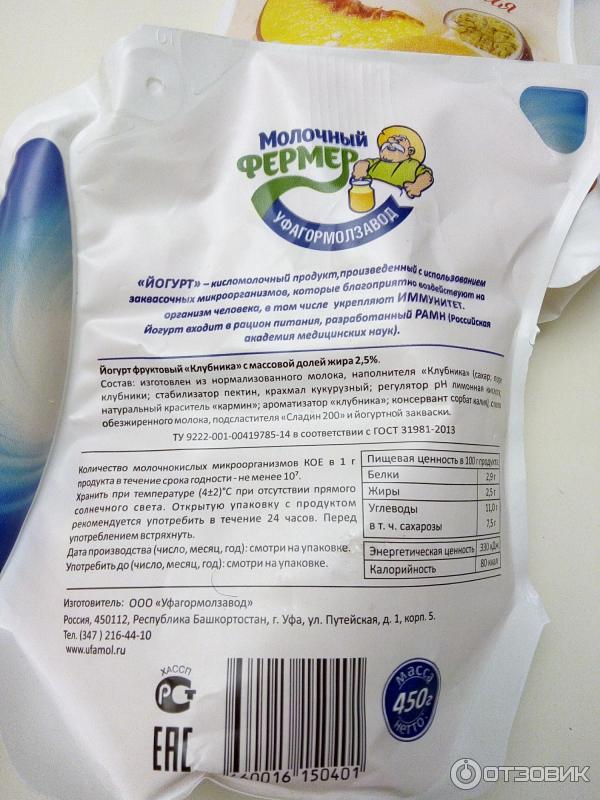 МОЛОЧНЫЙ
ФЕРМЕР
УФАГОРМОЛЗАВОД
«ЙОГУРТ» – кисломолочный продукт, произведенный с использованием
заквасочных микроорганизмов, которые благоприятно воздействуют на
организм человека, в том числе укрепляют ИММУНИТЕТ.
Йогурт входит в рацион питания, разработанный РАМН (Российская
академия медицинских наук).
Йогурт фруктовый «Клубника» с массовой долей жира 2,5%.
Состав: изготовлен из нормализованного молока, наполнителя «Клубника» (сахар;
клубники; стабилизатор пектин, крахмал кукурузный; регулятор pH лимонная кислота;
натуральный краситель «кармин»; ароматизатор «клубника»; консервант сорбат калия),
обезжиренного молока, подсластителя «Сладин 200» и йогуртной закваски.
ТУ 9222-001-00419785-14 в соответствии с ГОСТ 31981-2013
Количество молочнокислых микроорганизмов КОЕ в 1 г
продукта в течение срока годности - не менее 10⁷.
Хранить при температуре (4±2)°С при отсутствии прямого
солнечного света. Открытую упаковку с продуктом
рекомендуется употребить в течение 24 часов. Перед
употреблением встряхнуть.
Дата производства (число, месяц, год): смотри на упаковке.
Употребить до (число, месяц, год): смотри на упаковке.
Пищевая ценность в 100 г продукта
Белки 2,9 г
Жиры 2,5 г
Углеводы 11,0 г
в т. ч. сахарозы 7,5 г
Энергетическая ценность 330 кДж
Калорийность 80 ккал
Изготовитель: ООО «Уфагормолзавод»
Россия, 450112, Республика Башкортостан, г. Уфа, ул. Путейская, д. 1, корп. 5.
Тел. (347 ) 216-44-10
www.ufamol.ru
ХАССП
РСТ
EAC
150401
масса
450г
нетто:
ОТЗОВИК